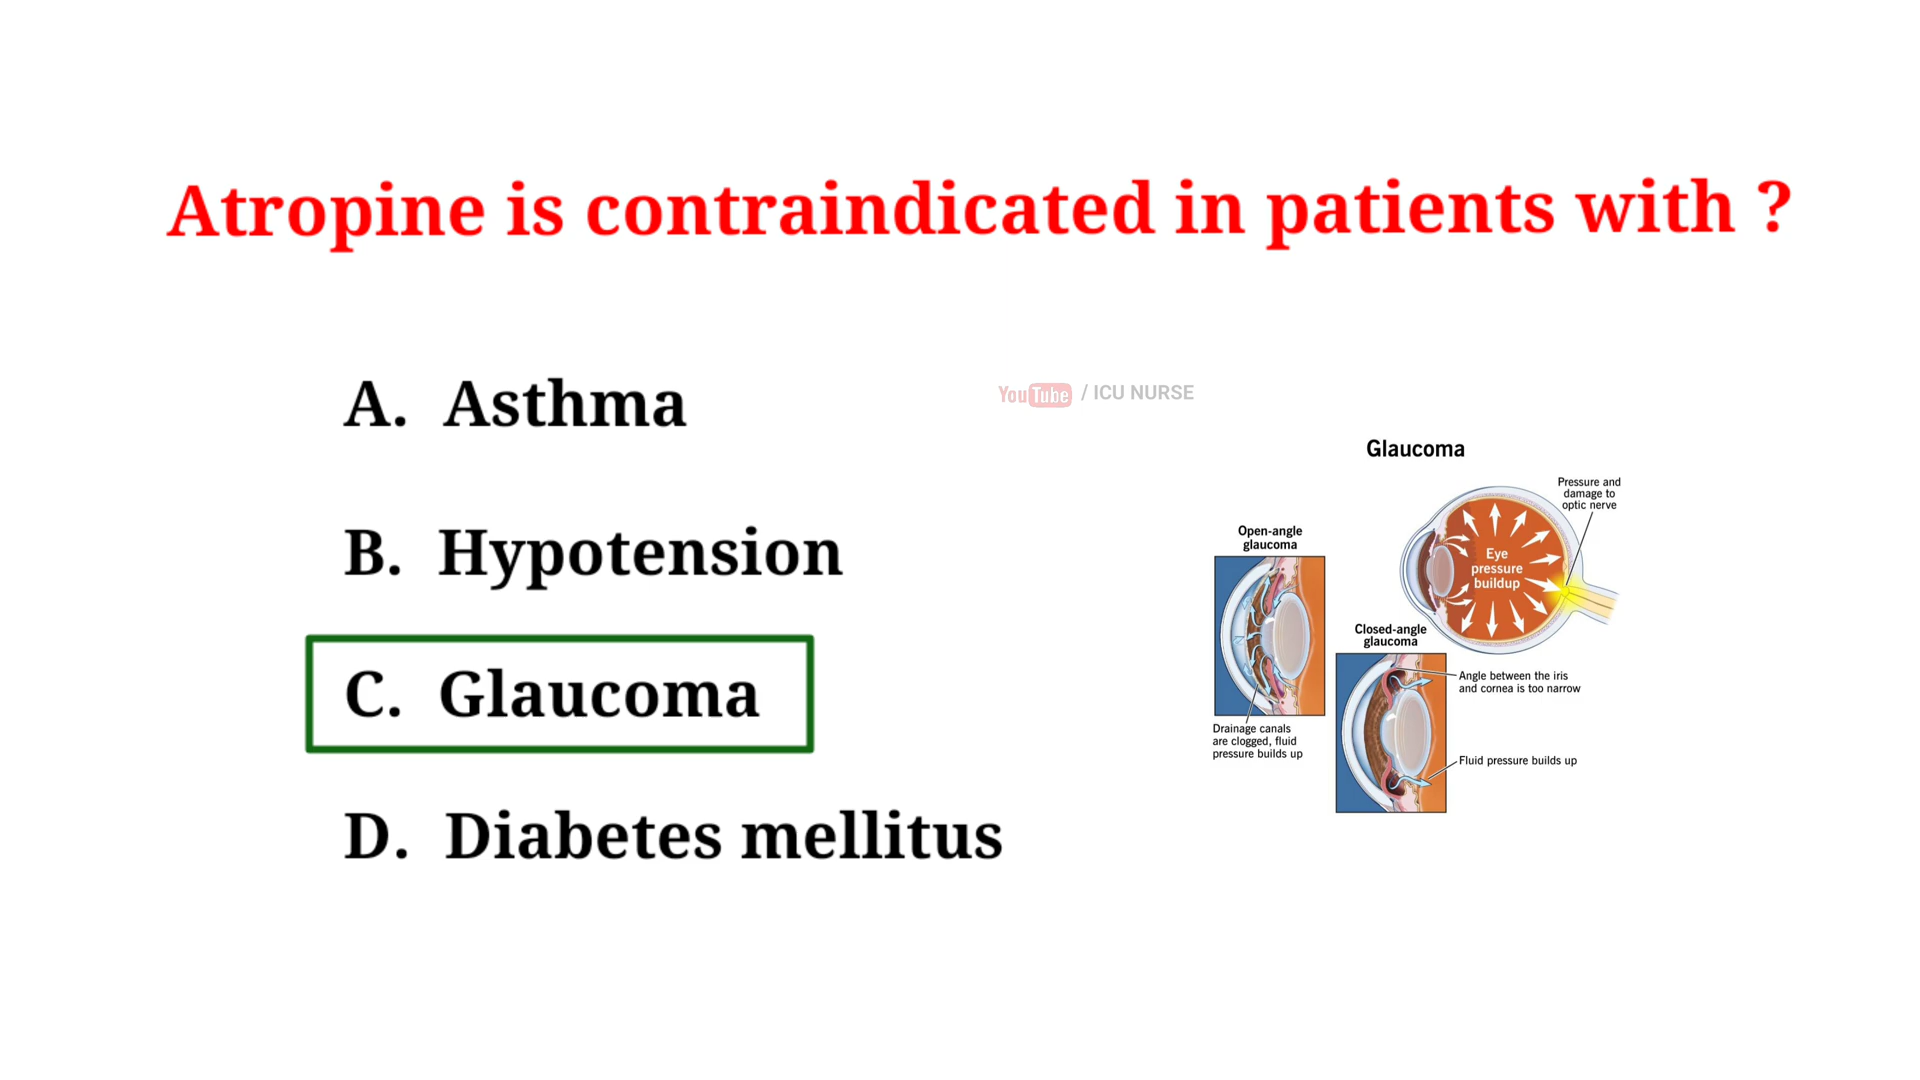 Atropine is contraindicated in patients with ?
A. Asthma
YouTube / ICU NURSE
B. Hypotension
C. Glaucoma
D. Diabetes mellitus
Glaucoma
Pressure and
damage to
optic nerve
Open-angle
glaucoma
Eye
pressure
buildup
Closed-angle
glaucoma
Angle between the iris
and cornea is too narrow
Drainage canals
are clogged, fluid
pressure builds up
Fluid pressure builds up